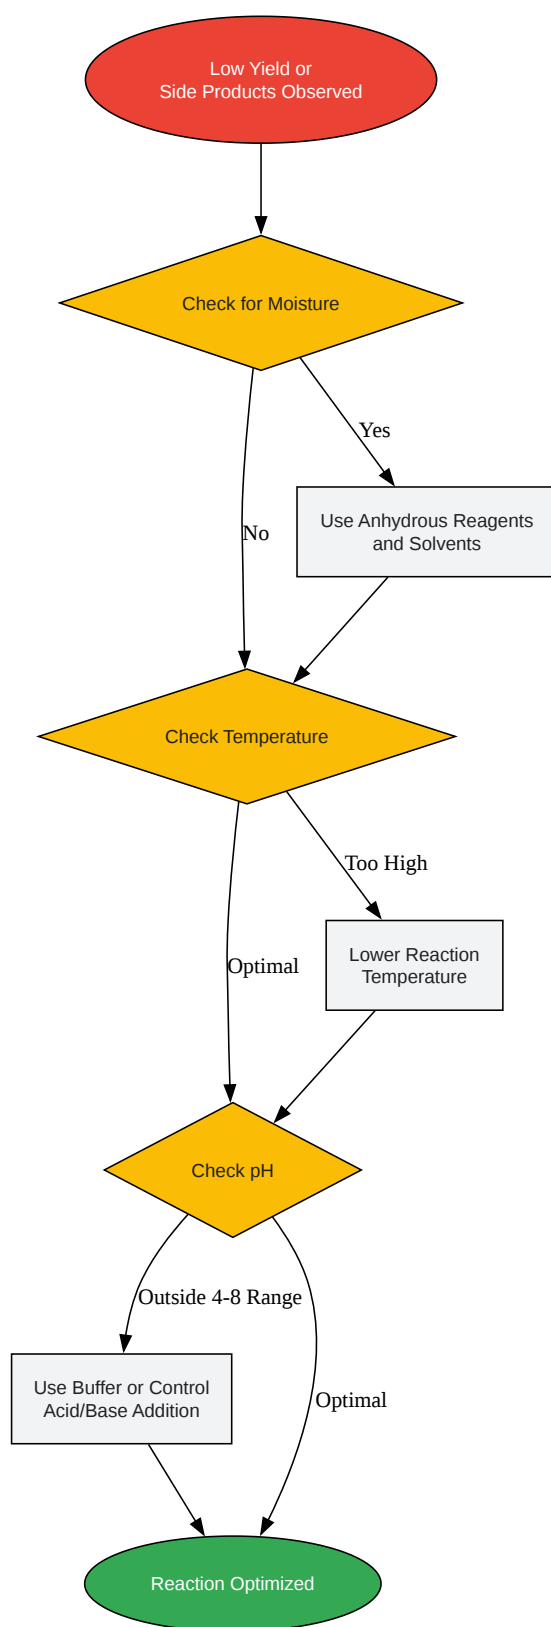 Low Yield or
Side Products Observed
Check for Moisture
Yes
Use Anhydrous Reagents
and Solvents
No
Check Temperature
Too High
Lower Reaction
Temperature
Optimal
Check pH
Outside 4-8 Range
Use Buffer or Control
Acid/Base Addition
Optimal
Reaction Optimized